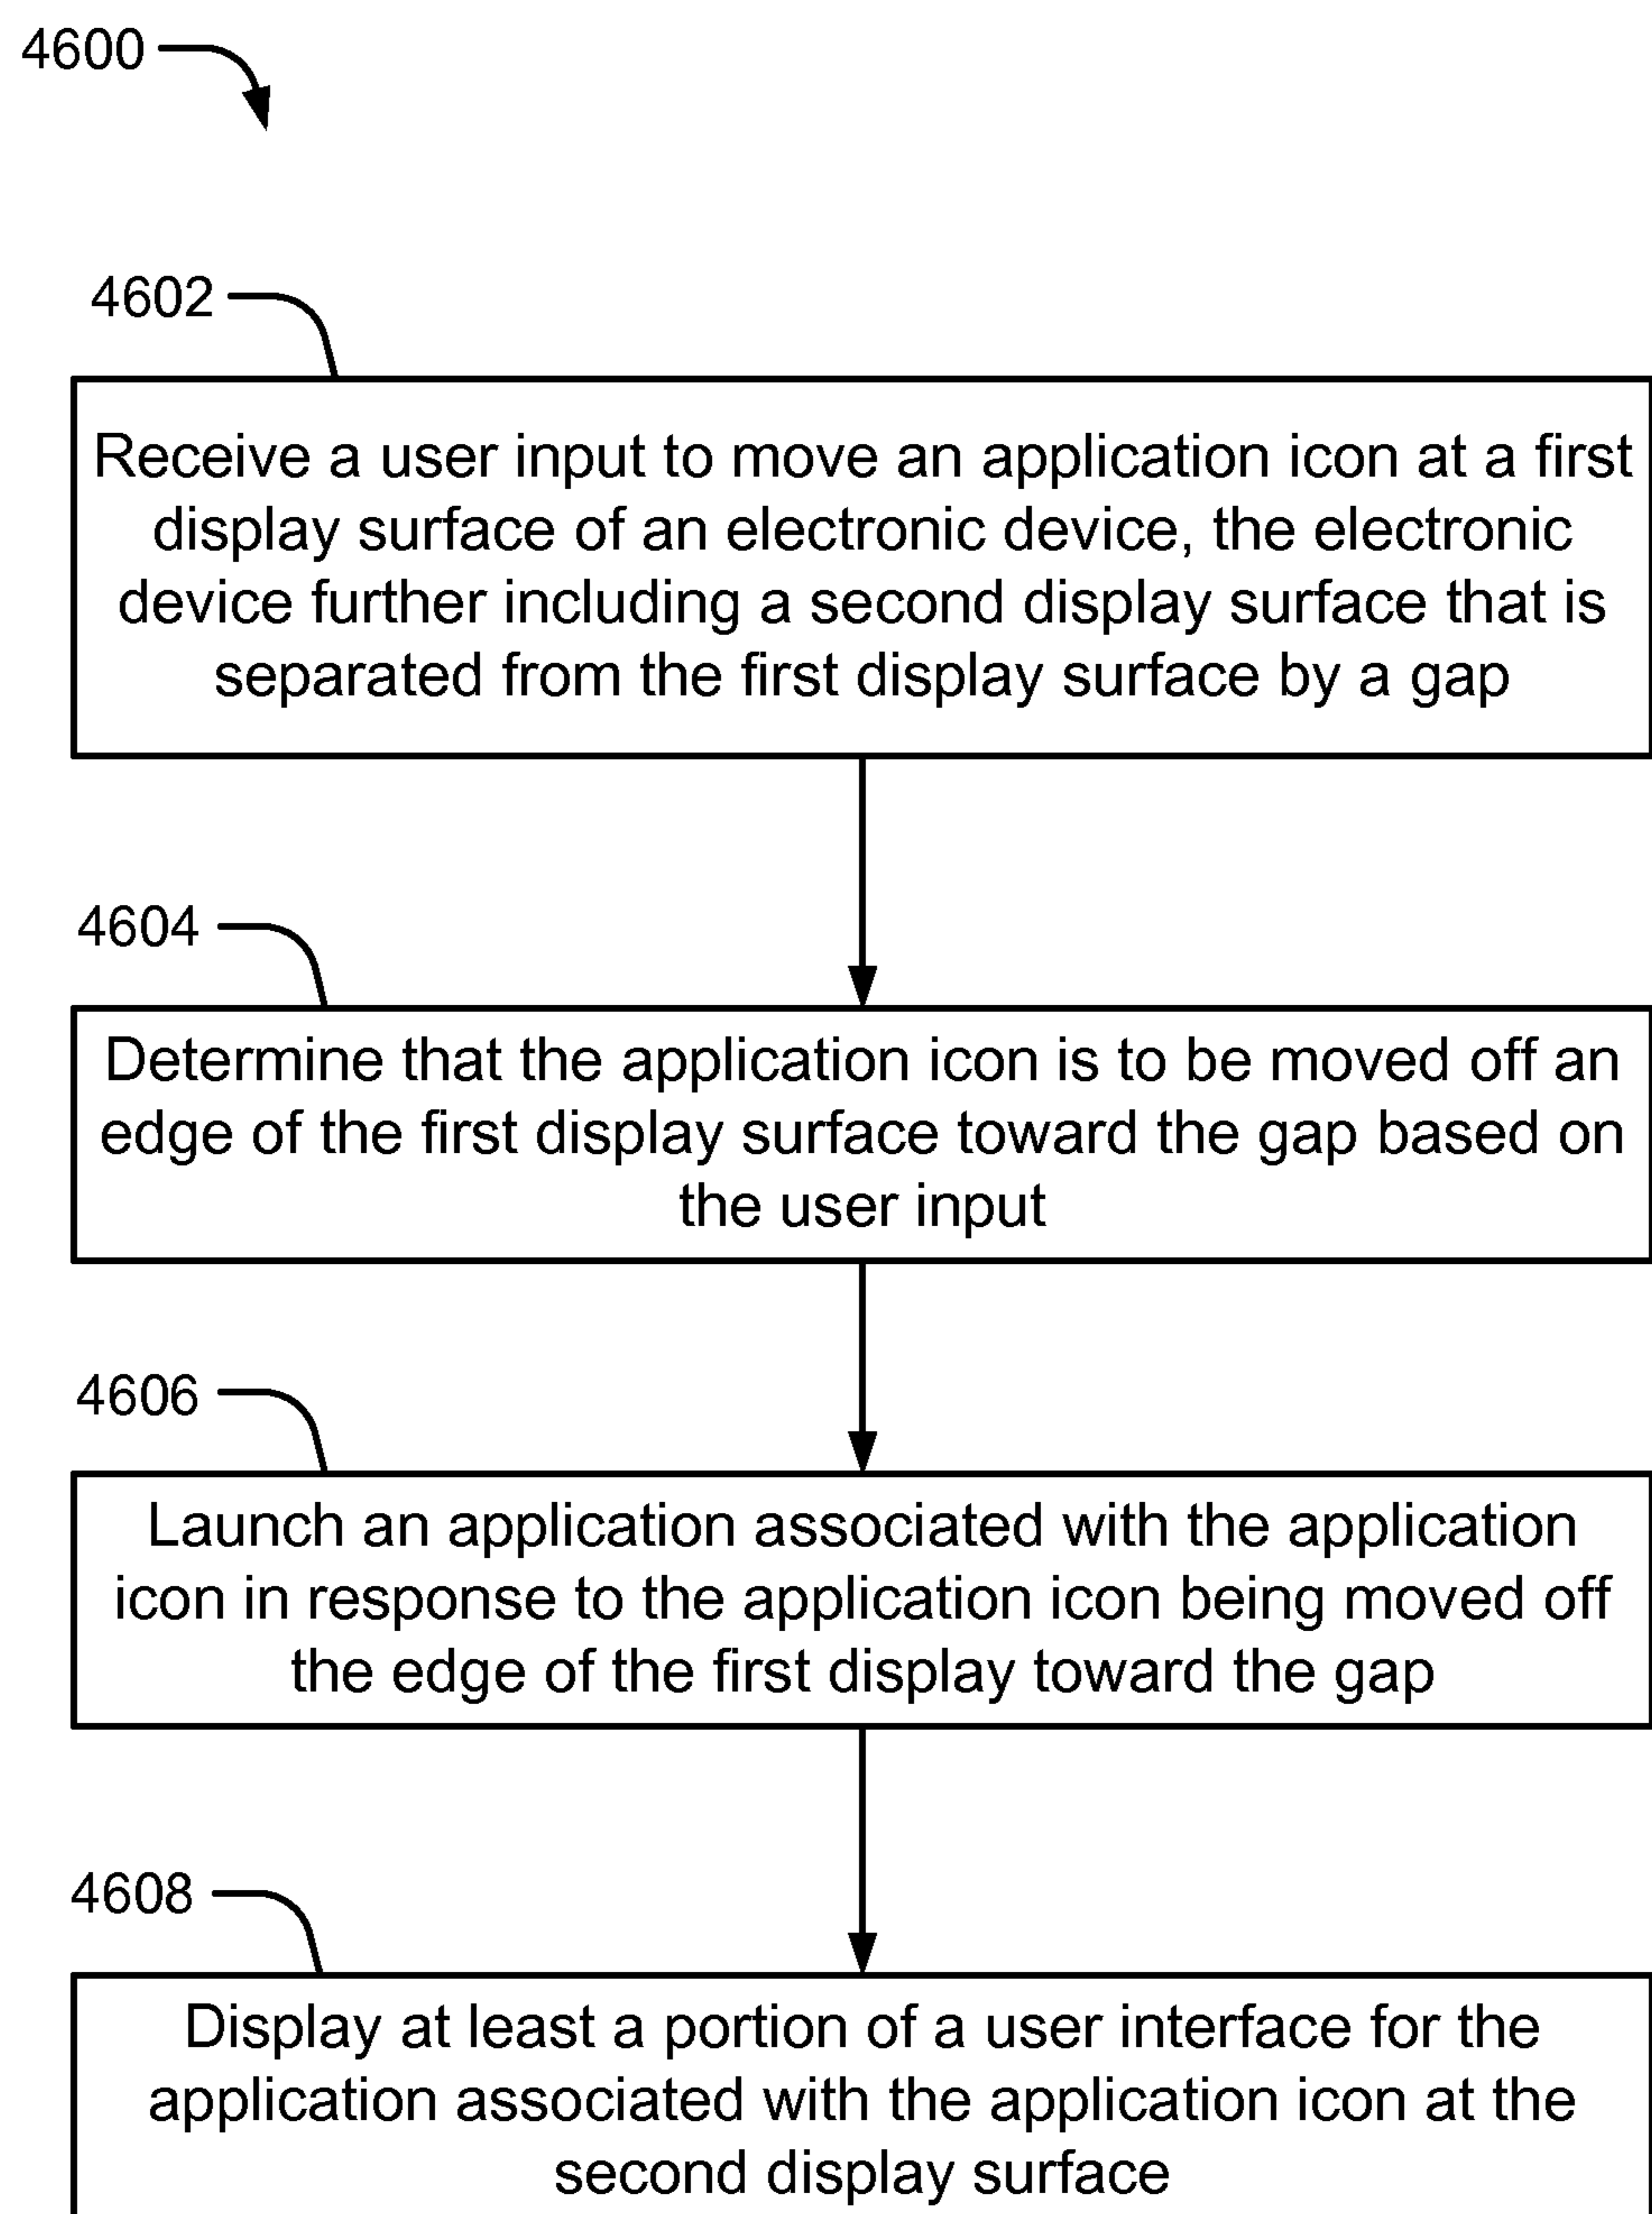 4600
4602
Receive a user input to move an application icon at a first
display surface of an electronic device, the electronic
device further including a second display surface that is
separated from the first display surface by a gap
4604
Determine that the application icon is to be moved off an
edge of the first display surface toward the gap based on
the user input
4606
Launch an application associated with the application
icon in response to the application icon being moved off
the edge of the first display toward the gap
4608
Display at least a portion of a user interface for the
application associated with the application icon at the
second display surface